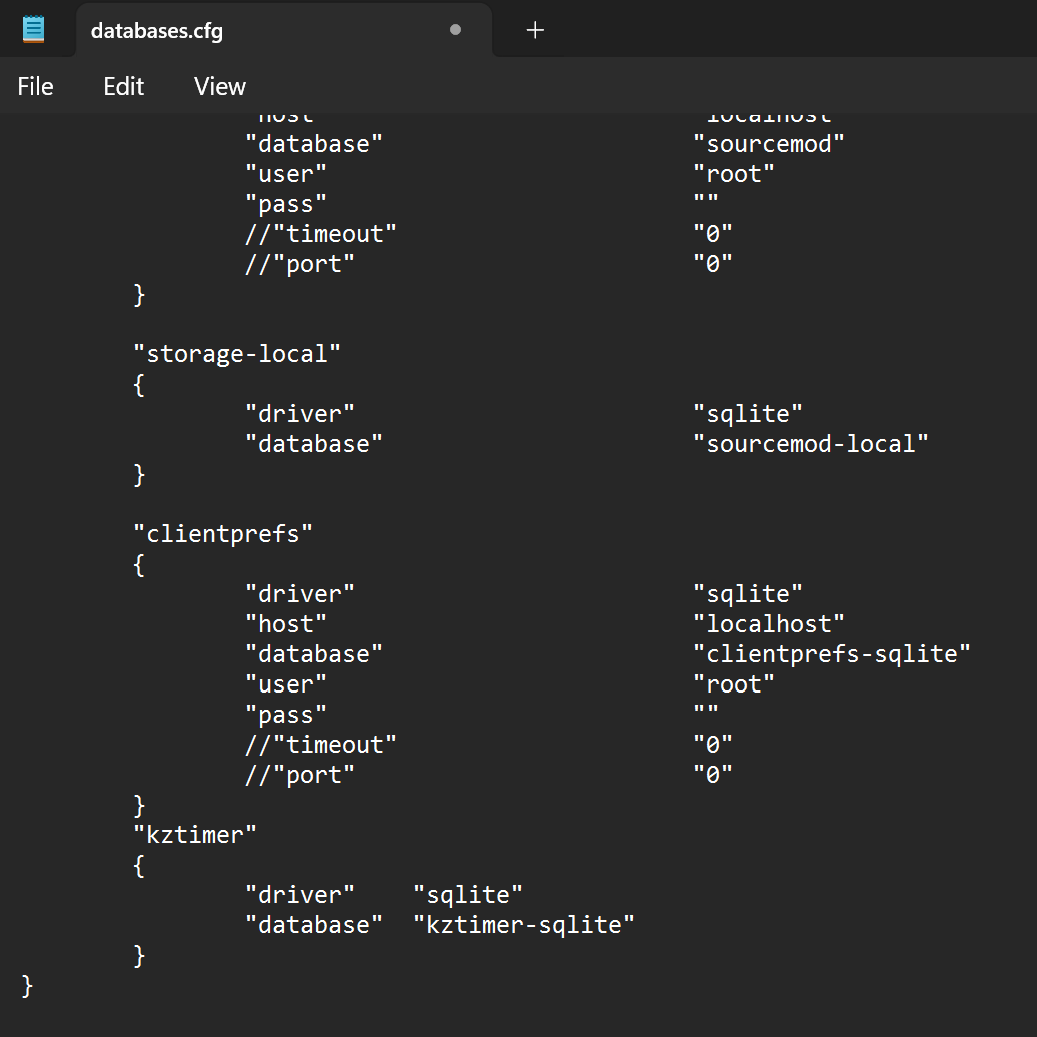 databases.cfg
File Edit View
"host" "localhost"
"database" "sourcemod"
"user" "root"
"pass" ""
//"timeout" "0"
//"port" "0"
}
"storage-local"
{
"driver" "sqlite"
"database" "sourcemod-local"
}
"clientprefs"
{
"driver" "sqlite"
"host" "localhost"
"database" "clientprefs-sqlite"
"user" "root"
"pass" ""
//"timeout" "0"
//"port" "0"
}
"kztimer"
{
"driver" "sqlite"
"database" "kztimer-sqlite"
}
}